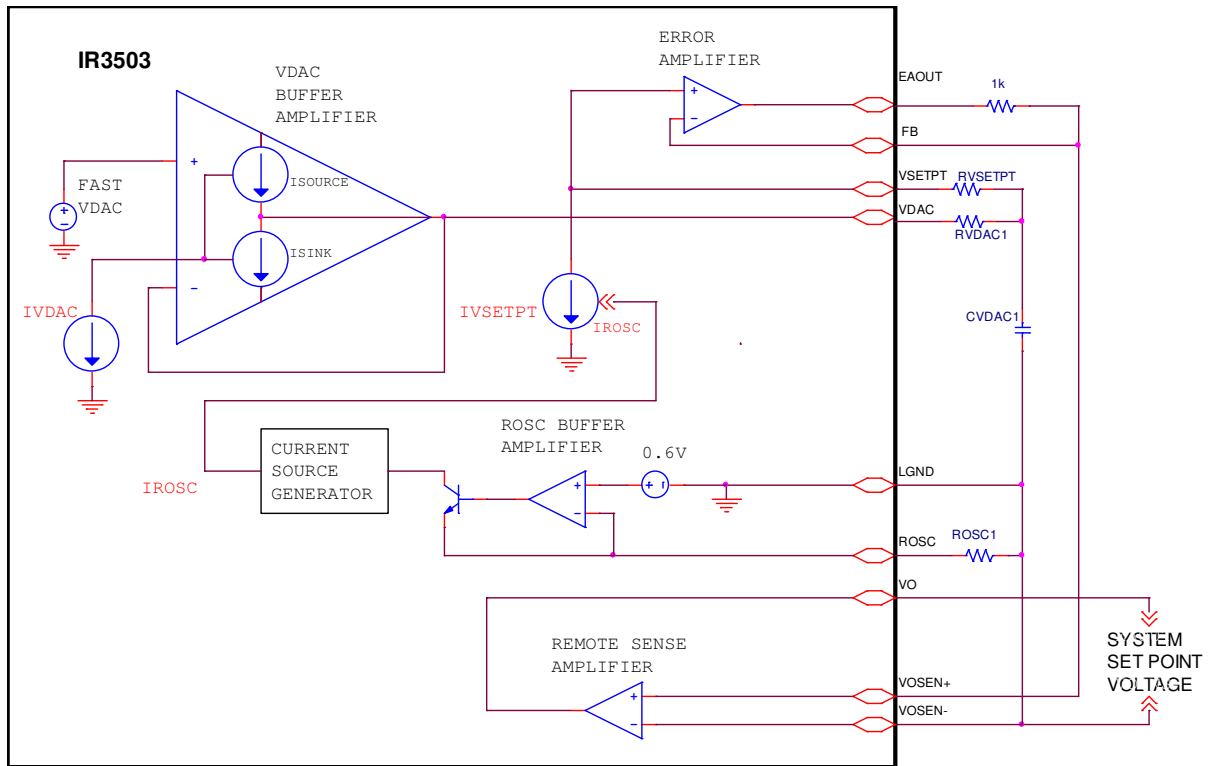 IR3503
VDAC
BUFFER
AMPLIFIER
ERROR
AMPLIFIER
EAOUT
1k
+
-
FB
+
ISOURCE
FAST
VDAC
+
-
VSETPT
RVSETPT
VDAC
RVDAC1
ISINK
-
IVDAC
IVSETPT
IROSC
CVDAC1
ROSC BUFFER
AMPLIFIER
0.6V
CURRENT
SOURCE
GENERATOR
IROSC
+
-
+
LGND
ROSC
ROSC1
VO
REMOTE SENSE
AMPLIFIER
+
-
VOSEN+
VOSEN-
SYSTEM
SET POINT
VOLTAGE